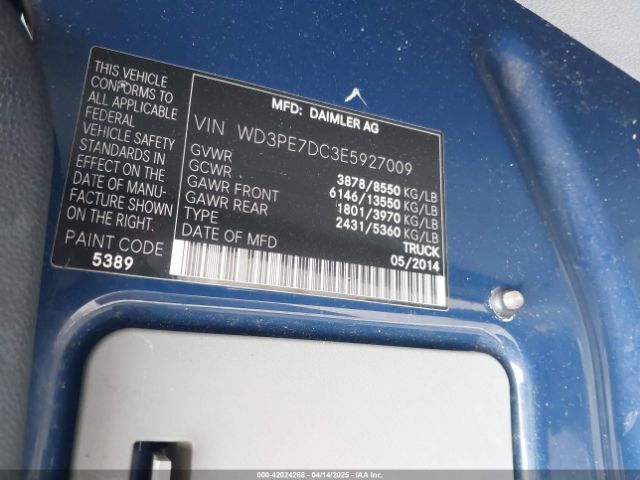 THIS VEHICLE
CONFORMS TO
ALL APPLICABLE
FEDERAL
VEHICLE SAFETY
STANDARDS IN
EFFECT ON THE
DATE OF MANU-
FACTURE SHOWN
ON THE RIGHT.
PAINT CODE
5389
MFD: DAIMLER AG
VIN WD3PE7DC3E5927009
GVWR 3878/8550 KG/LB
GCWR 6146/13550 KG/LB
GAWR FRONT 1801/3970 KG/LB
GAWR REAR 2431/5360 KG/LB
TYPE TRUCK
DATE OF MFD 05/2014
000-42024288 04/14/2025 IAAI.COM